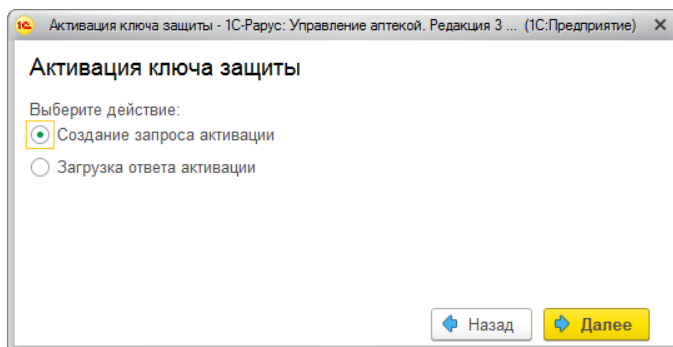 1С Активация ключа защиты - 1С-Рарус: Управление аптекой. Редакция 3 ... (1С:Предприятие)
Активация ключа защиты
Выберите действие:
Создание запроса активации
Загрузка ответа активации
Назад Далее